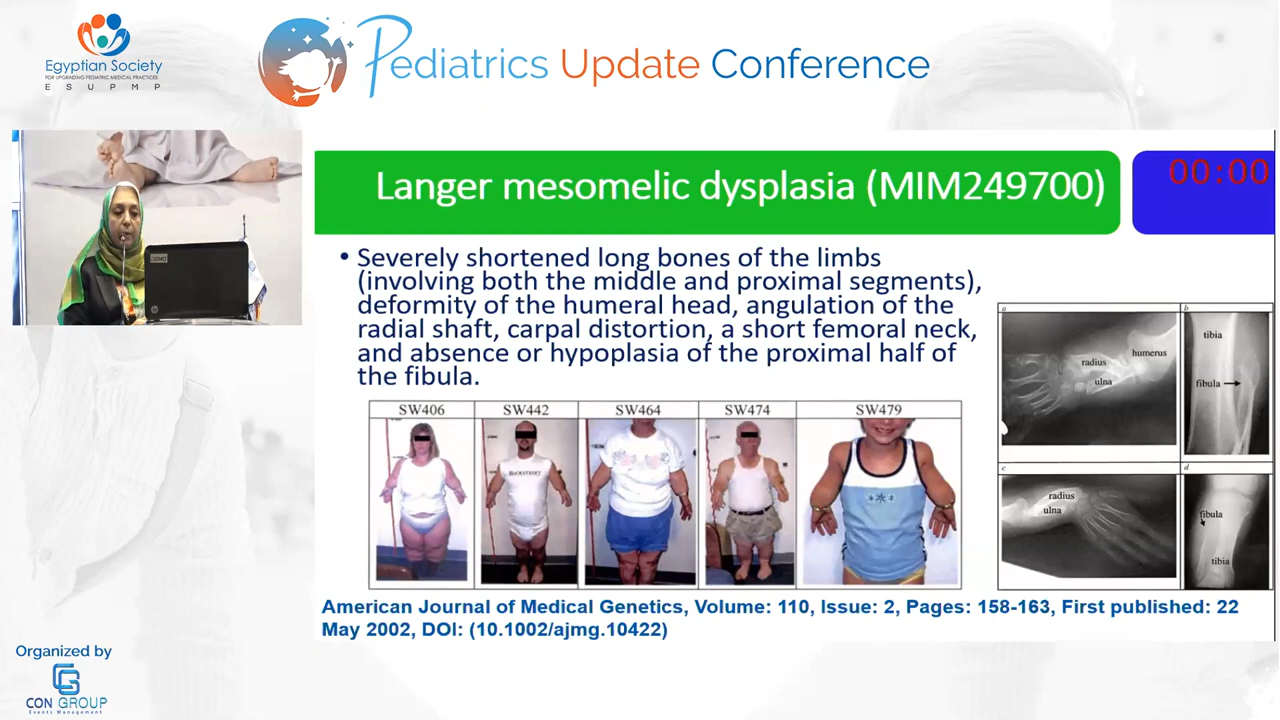 Egyptian Society
FOR UPGRADING PEDIATRIC MEDICAL PRACTICES
E S U P M P
Pediatrics Update Conference
Langer mesomelic dysplasia (MIM249700)
00:00
• Severely shortened long bones of the limbs
(involving both the middle and proximal segments),
deformity of the humeral head, angulation of the
radial shaft, carpal distortion, a short femoral neck,
and absence or hypoplasia of the proximal half of
the fibula.
SW406 SW442 SW464 SW474 SW479
a b
humerus
radius
ulna
tibia
fibula
c d
radius
ulna
fibula
tibia
American Journal of Medical Genetics, Volume: 110, Issue: 2, Pages: 158-163, First published: 22
May 2002, DOI: (10.1002/ajmg.10422)
Organized by
CON GROUP
Events Management